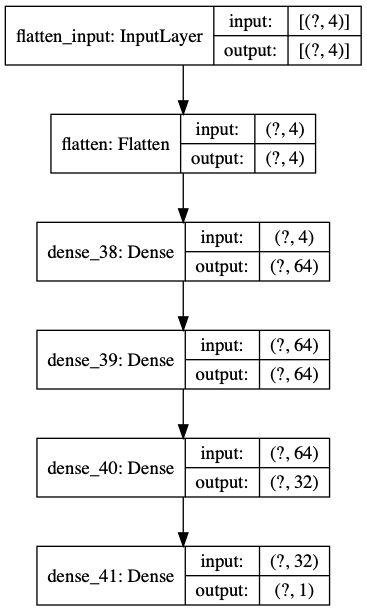 flatten_input: InputLayer input: [(?, 4)]
output: [(?, 4)]
flatten: Flatten input: (?, 4)
output: (?, 4)
dense_38: Dense input: (?, 4)
output: (?, 64)
dense_39: Dense input: (?, 64)
output: (?, 64)
dense_40: Dense input: (?, 64)
output: (?, 32)
dense_41: Dense input: (?, 32)
output: (?, 1)